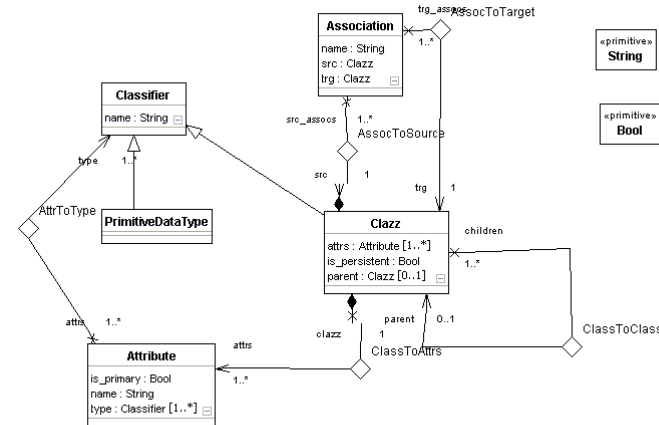 trg_assocs
AssocToTarget
Association
1..*
name : String
src : Clazz
trg : Clazz
«primitive»
String
Classifier
name : String
src_assocs
1..*
AssocToSource
«primitive»
Bool
type
1..*
src
1
trg
1
AttrToType
PrimitiveDataType
Clazz
children
attrs : Attribute [1..*]
is_persistent : Bool
parent : Clazz [0..1]
1..*
attrs
1..*
clazz
1
parent
0..1
ClassToClass
attrs
ClassToAttrs
Attribute
1..*
is_primary : Bool
name : String
type : Classifier [1..*]